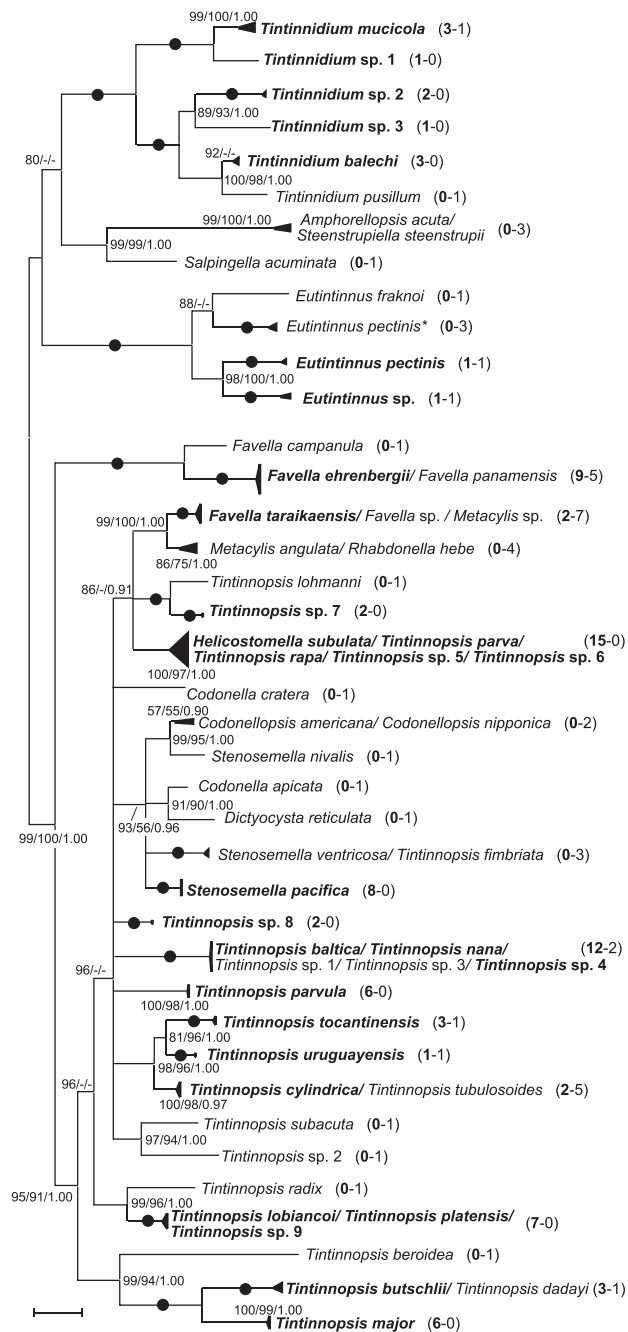 99/100/1.00
Tintinnidium mucicola (3-1)
Tintinnidium sp. 1 (1-0)
Tintinnidium sp. 2 (2-0)
89/93/1.00
Tintinnidium sp. 3 (1-0)
92/-/-
Tintinnidium balechi (3-0)
80/-/-
100/98/1.00
Tintinnidium pusillum (0-1)
99/100/1.00
Amphorellopsis acuta/
Steenstrupiella steenstrupii (0-3)
99/99/1.00
Salpingella acuminata (0-1)
Eutintinnus fraknoi (0-1)
88/-/-
Eutintinnus pectinis* (0-3)
Eutintinnus pectinis (1-1)
98/100/1.00
Eutintinnus sp. (1-1)
Favella campanula (0-1)
Favella ehrenbergii/ Favella panamensis (9-5)
Favella taraikaensis/ Favella sp. / Metacylis sp. (2-7)
99/100/1.00
Metacylis angulata/ Rhabdonella hebe (0-4)
86/75/1.00
Tintinnopsis lohmanni (0-1)
86/-/0.91
Tintinnopsis sp. 7 (2-0)
Helicostomella subulata/ Tintinnopsis parva/ (15-0)
Tintinnopsis rapa/ Tintinnopsis sp. 5/ Tintinnopsis sp. 6
100/97/1.00
Codonella cratera (0-1)
57/55/0.90
Codonellopsis americana/ Codonellopsis nipponica (0-2)
99/95/1.00
Stenosemella nivalis (0-1)
Codonella apicata (0-1)
91/90/1.00
Dictyocysta reticulata (0-1)
93/56/0.96
99/100/1.00
Stenosemella ventricosa/ Tintinnopsis fimbriata (0-3)
Stenosemella pacifica (8-0)
Tintinnopsis sp. 8 (2-0)
Tintinnopsis baltica/ Tintinnopsis nana/ (12-2)
Tintinnopsis sp. 1/ Tintinnopsis sp. 3/ Tintinnopsis sp. 4
96/-/-
Tintinnopsis parvula (6-0)
100/98/1.00
Tintinnopsis tocantinensis (3-1)
81/96/1.00
Tintinnopsis uruguayensis (1-1)
98/96/1.00
96/-/-
Tintinnopsis cylindrica/ Tintinnopsis tubulosoides (2-5)
100/98/0.97
Tintinnopsis subacuta (0-1)
97/94/1.00
Tintinnopsis sp. 2 (0-1)
Tintinnopsis radix (0-1)
95/91/1.00
99/96/1.00
Tintinnopsis lobiancoi/ Tintinnopsis platensis/ (7-0)
Tintinnopsis sp. 9
Tintinnopsis beroidea (0-1)
99/94/1.00
Tintinnopsis butschlii/ Tintinnopsis dadayi (3-1)
100/99/1.00
Tintinnopsis major (6-0)